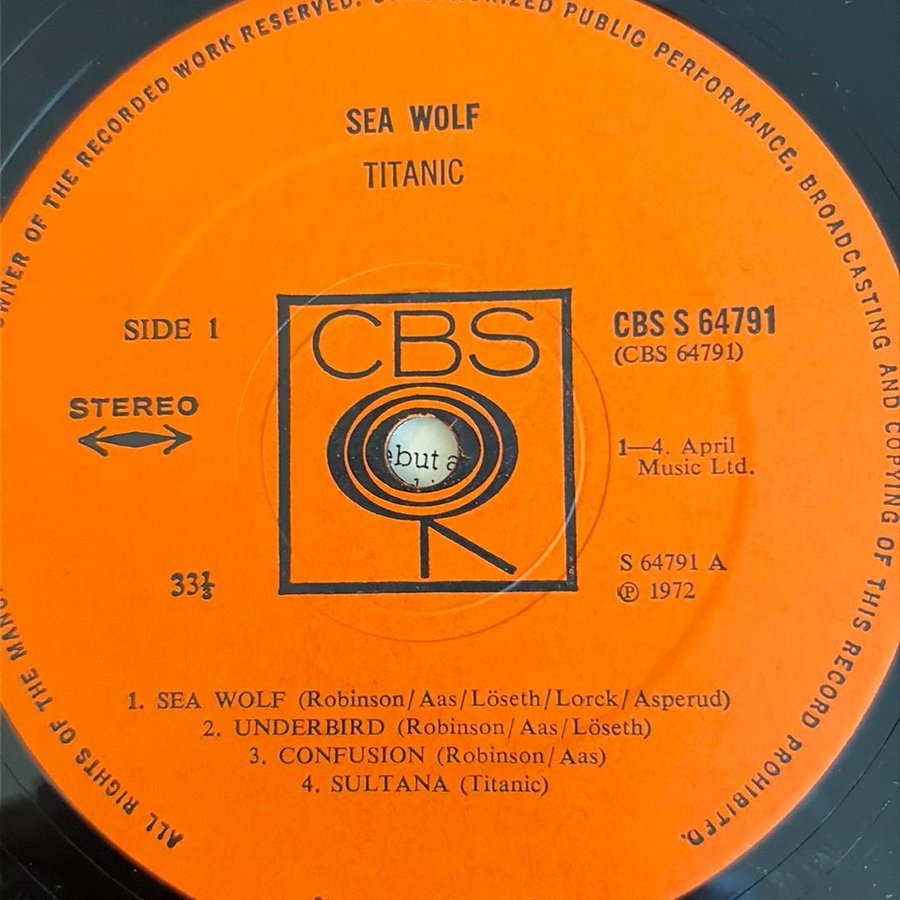 ALL RIGHTS OF THE OWNER OF THE RECORDED WORK RESERVED. PUBLIC PERFORMANCE, BROADCASTING AND COPYING OF THIS RECORD PROHIBITED.
SEA WOLF
TITANIC
SIDE 1
STEREO
33⅓
CBS
CBS S 64791
(CBS 64791)
1—4. April
Music Ltd.
S 64791 A
℗ 1972
but
1. SEA WOLF (Robinson/Aas/Löseth/Lorck/Asperud)
2. UNDERBIRD (Robinson/Aas/Löseth)
3. CONFUSION (Robinson/Aas)
4. SULTANA (Titanic)